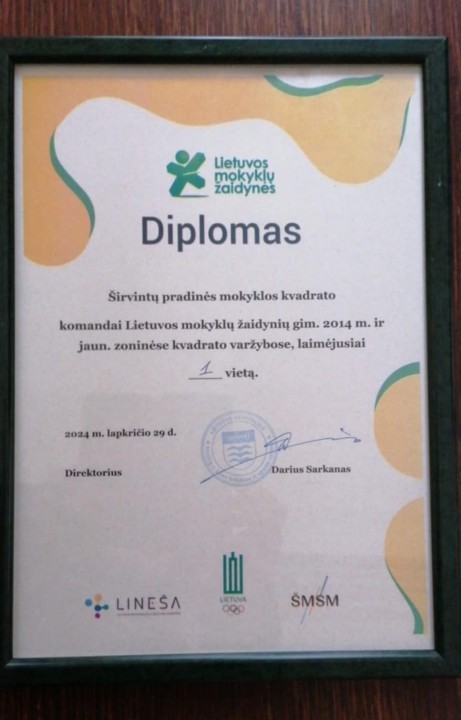 Lietuvos
mokyklų
žaidynės
Diplomas
Širvintų pradinės mokyklos kvadrato
komandai Lietuvos mokyklų žaidynių gim. 2014 m. ir
jaun. zoninėse kvadrato varžybose, laimėjusiai
1 vietą.
2024 m. lapkričio 29 d.
Direktorius
Darius Sarkanas
LINEŠA
LIETUVA
ŠMSM